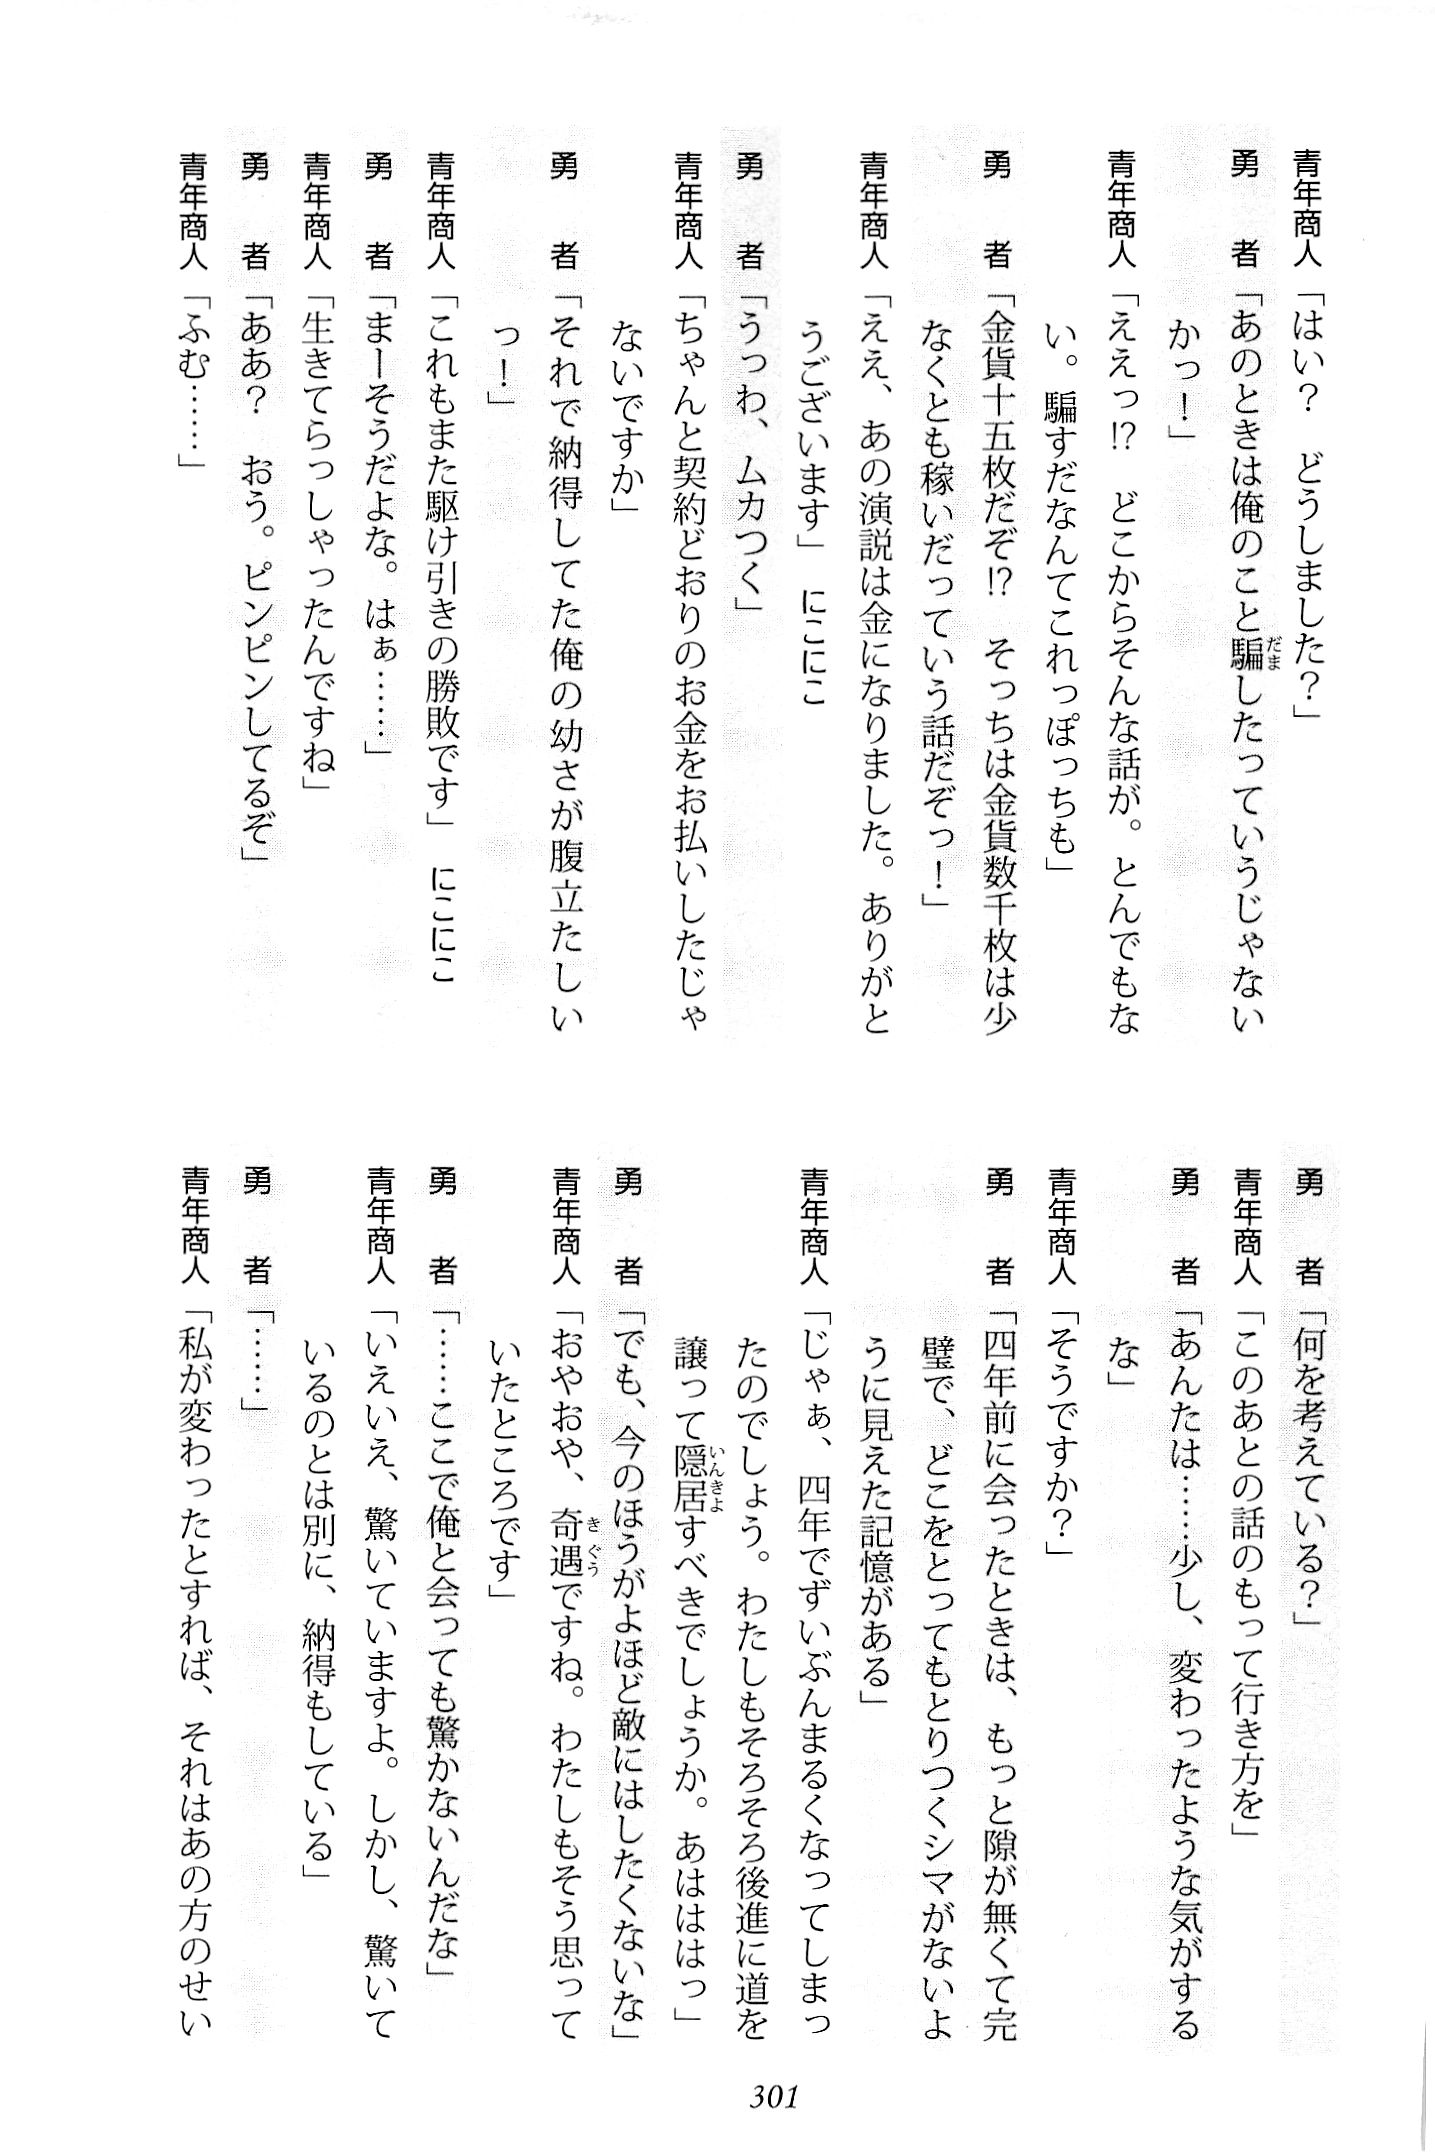 青年商人「はい？　どうしました？」
勇　者「あのときは俺のこと騙したっていうじゃない
かっ！」
青年商人「ええっ!?　どこからそんな話が。とんでもな
い。騙すだなんてこれっぽっちも」
勇　者「金貨十五枚だぞ!?　そっちは金貨数千枚は少
なくとも稼いだっていう話だぞっ！」
青年商人「ええ、あの演説は金になりました。ありがと
うございます」　にこにこ
勇　者「うっわ、ムカつく」
青年商人「ちゃんと契約どおりのお金をお払いしたじゃ
ないですか」
勇　者「それで納得してた俺の幼さが腹立たしい
っ！」
青年商人「これもまた駆け引きの勝敗です」　にこにこ
勇　者「まーそうだよな。はぁ……」
青年商人「生きてらっしゃったんですね」
勇　者「ああ？　おう。ピンピンしてるぞ」
青年商人「ふむ……」
勇　者「何を考えている？」
青年商人「このあとの話のもって行き方を」
勇　者「あんたは……少し、変わったような気がする
な」
青年商人「そうですか？」
勇　者「四年前に会ったときは、もっと隙が無くて完
璧で、どこをとってもとりつくシマがないよ
うに見えた記憶がある」
青年商人「じゃぁ、四年でずいぶんまるくなってしまっ
たのでしょう。わたしもそろそろ後進に道を
譲って隠居すべきでしょうか。あはははっ」
勇　者「でも、今のほうがよほど敵にはしたくないな」
青年商人「おやおや、奇遇ですね。わたしもそう思って
いたところです」
勇　者「……ここで俺と会っても驚かないんだな」
青年商人「いえいえ、驚いていますよ。しかし、驚いて
いるのとは別に、納得もしている」
勇　者「……」
青年商人「私が変わったとすれば、それはあの方のせい
301